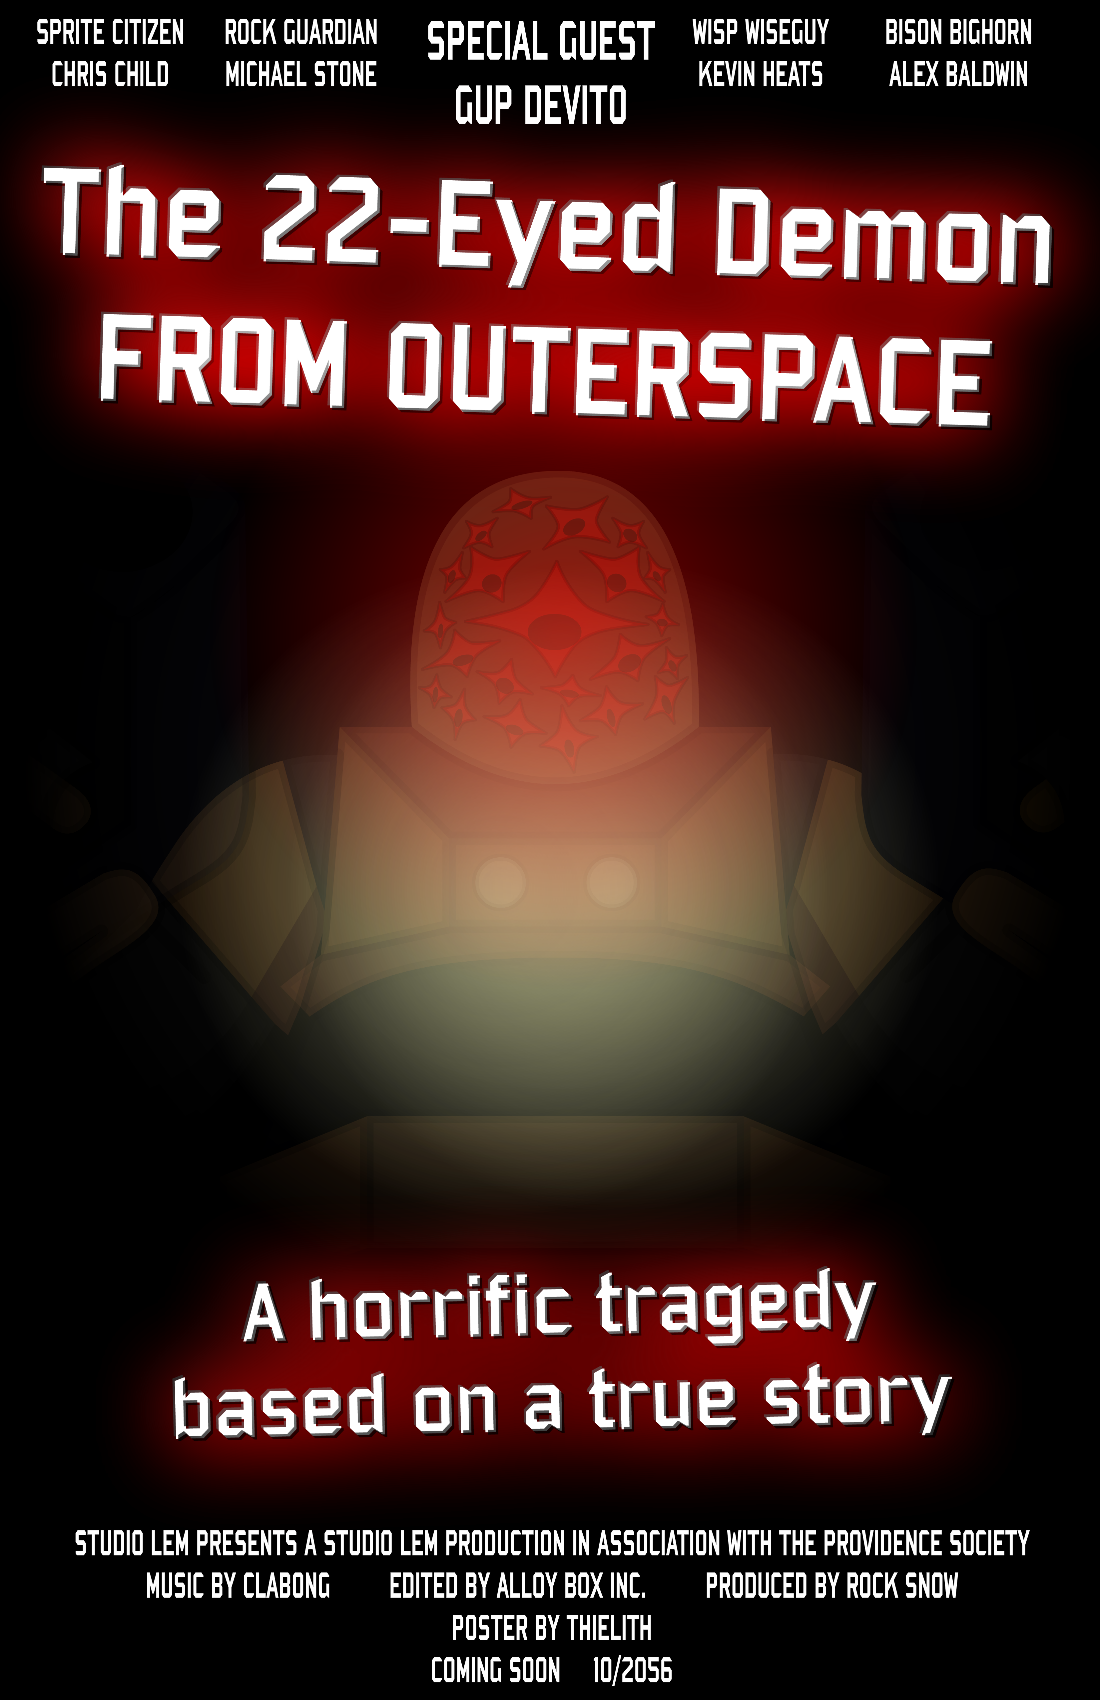 SPRITE CITIZEN
CHRIS CHILD
ROCK GUARDIAN
MICHAEL STONE
SPECIAL GUEST
GUP DEVITO
WISP WISEGUY
KEVIN HEATS
BISON BIGHORN
ALEX BALDWIN
The 22-Eyed Demon
FROM OUTERSPACE
A horrific tragedy
based on a true story
STUDIO LEM PRESENTS A STUDIO LEM PRODUCTION IN ASSOCIATION WITH THE PROVIDENCE SOCIETY
MUSIC BY CLABONG EDITED BY ALLOY BOX INC. PRODUCED BY ROCK SNOW
POSTER BY THIELITH
COMING SOON 10/2056